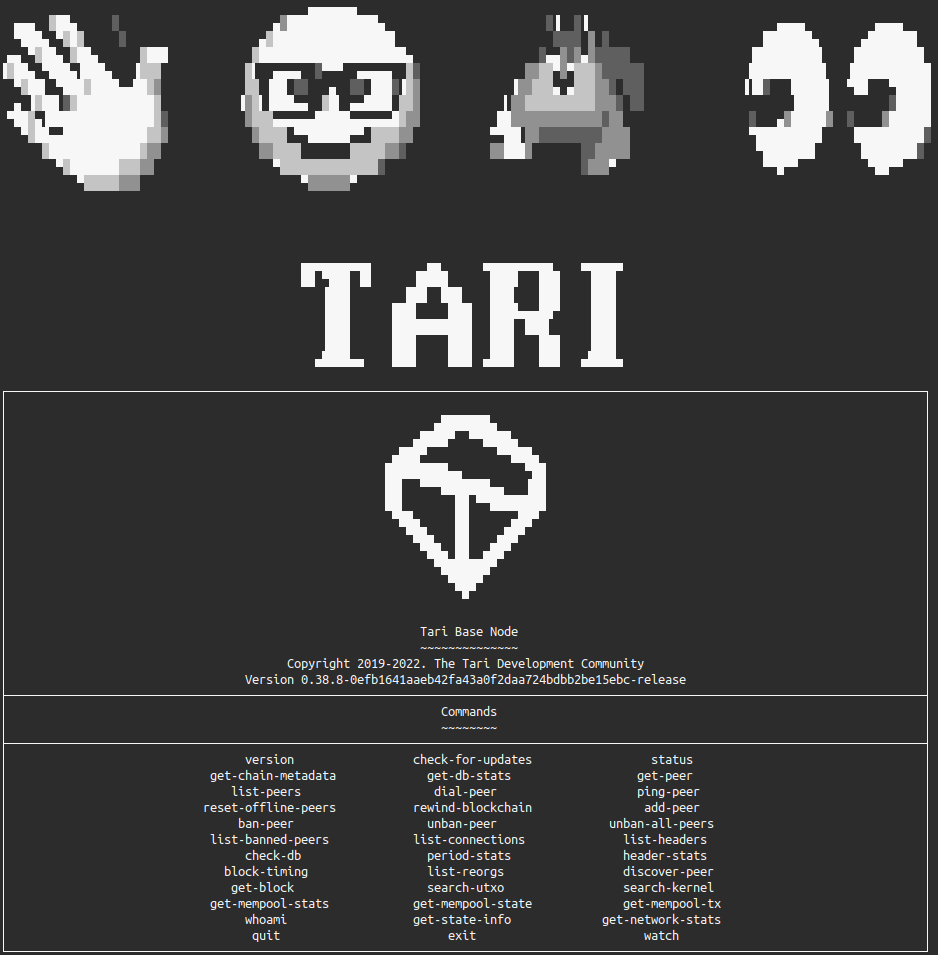 TARI
Tari Base Node
~~~~~~~~~~~~~~
Copyright 2019-2022. The Tari Development Community
Version 0.38.8-0efb1641aaeb42fa43a0f2daa724bdbb2be15ebc-release
Commands
~~~~~~~~
version check-for-updates status
get-chain-metadata get-db-stats get-peer
list-peers dial-peer ping-peer
reset-offline-peers rewind-blockchain add-peer
ban-peer unban-peer unban-all-peers
list-banned-peers list-connections list-headers
check-db period-stats header-stats
block-timing list-reorgs discover-peer
get-block search-utxo search-kernel
get-mempool-stats get-mempool-state get-mempool-tx
whoami get-state-info get-network-stats
quit exit watch